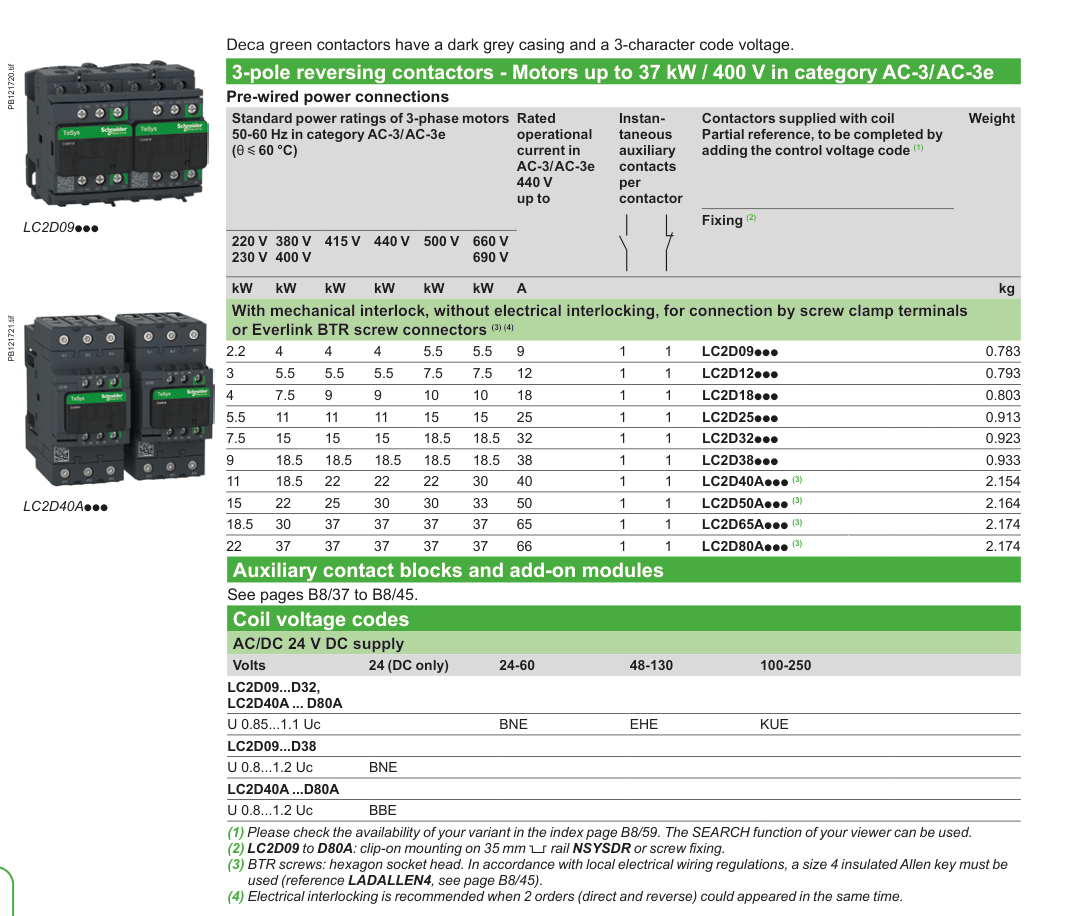 Deca green contactors have a dark grey casing and a 3-character code voltage.
PB121720.tif
TeSys
Schneider
Electric
TeSys
Schneider
Electric
LC2D09●●●
PB121721.tif
TeSys
Schneider
Electric
TeSys
Schneider
Electric
LC2D40A●●●
3-pole reversing contactors - Motors up to 37 kW / 400 V in category AC-3/AC-3e
Pre-wired power connections
Standard power ratings of 3-phase motors
50-60 Hz in category AC-3/AC-3e
(θ ≤ 60 °C)
Rated
operational
current in
AC-3/AC-3e
440 V
up to
Instan-
taneous
auxiliary
contacts
per
contactor
Contactors supplied with coil
Partial reference, to be completed by
adding the control voltage code (1)
Weight
Fixing (2)
220 V 380 V 415 V 440 V 500 V 660 V
230 V 400 V 690 V
kW kW kW kW kW kW A kg
With mechanical interlock, without electrical interlocking, for connection by screw clamp terminals
or Everlink BTR screw connectors (3) (4)
2.2 4 4 4 5.5 5.5 9 1 1 LC2D09●●● 0.783
3 5.5 5.5 5.5 7.5 7.5 12 1 1 LC2D12●●● 0.793
4 7.5 9 9 10 10 18 1 1 LC2D18●●● 0.803
5.5 11 11 11 15 15 25 1 1 LC2D25●●● 0.913
7.5 15 15 15 18.5 18.5 32 1 1 LC2D32●●● 0.923
9 18.5 18.5 18.5 18.5 18.5 38 1 1 LC2D38●●● 0.933
11 18.5 22 22 22 30 40 1 1 LC2D40A●●● (3) 2.154
15 22 25 30 30 33 50 1 1 LC2D50A●●● (3) 2.164
18.5 30 37 37 37 37 65 1 1 LC2D65A●●● (3) 2.174
22 37 37 37 37 37 66 1 1 LC2D80A●●● (3) 2.174
Auxiliary contact blocks and add-on modules
See pages B8/37 to B8/45.
Coil voltage codes
AC/DC 24 V DC supply
Volts 24 (DC only) 24-60 48-130 100-250
LC2D09...D32,
LC2D40A ... D80A
U 0.85...1.1 Uc BNE EHE KUE
LC2D09...D38
U 0.8...1.2 Uc BNE
LC2D40A ...D80A
U 0.8...1.2 Uc BBE
(1) Please check the availability of your variant in the index page B8/59. The SEARCH function of your viewer can be used.
(2) LC2D09 to D80A: clip-on mounting on 35 mm rail NSYSDR or screw fixing.
(3) BTR screws: hexagon socket head. In accordance with local electrical wiring regulations, a size 4 insulated Allen key must be
used (reference LADALLEN4, see page B8/45).
(4) Electrical interlocking is recommended when 2 orders (direct and reverse) could appeared in the same time.